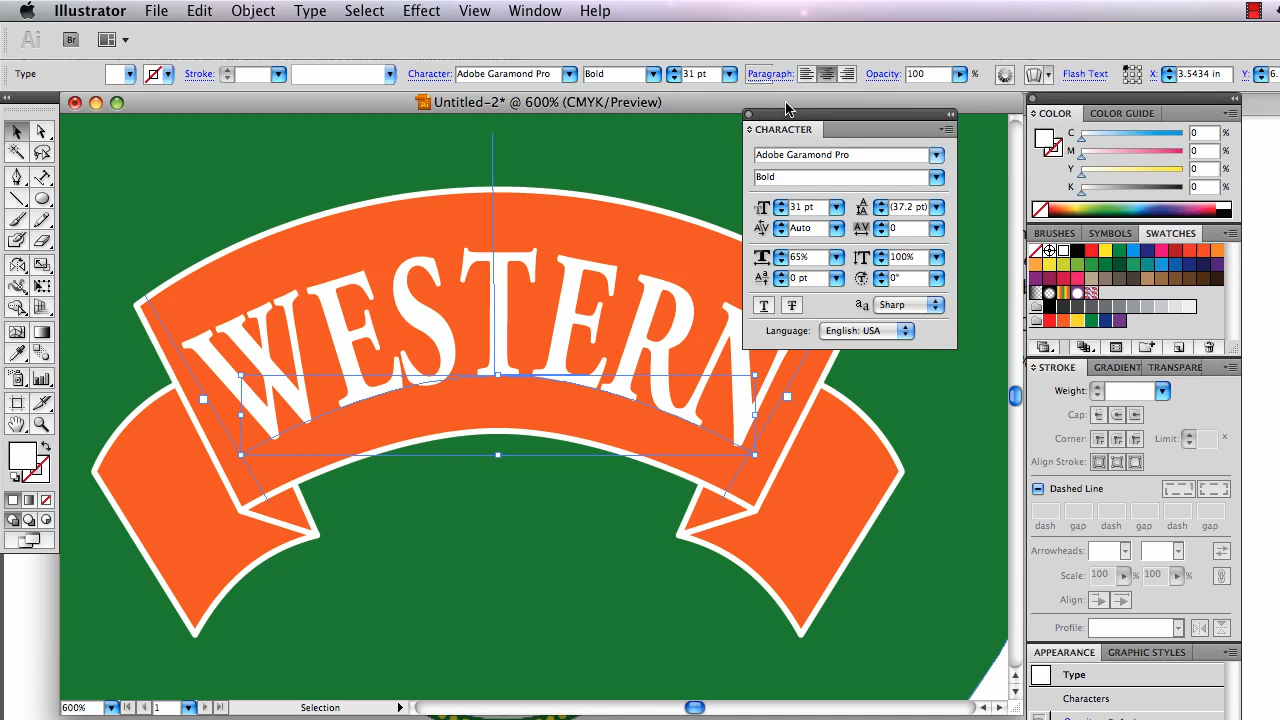 Illustrator File Edit Object Type Select Effect View Window Help
Ai Br
Type Stroke: Character: Adobe Garamond Pro Bold 31 pt Paragraph: Opacity: 100 % Flash Text X: 3.5434 in Y: 6.
Untitled-2* @ 600% (CMYK/Preview)
CHARACTER
Adobe Garamond Pro
Bold
31 pt (37.2 pt)
Auto 0
65% 100%
0 pt 0°
Sharp
Language: English: USA
WESTERN
COLOR COLOR GUIDE
C 0 %
M 0 %
Y 0 %
K 0 %
BRUSHES SYMBOLS SWATCHES
STROKE GRADIENT TRANSPARE
Weight:
Cap:
Corner: Limit: x
Align Stroke:
Dashed Line
dash gap dash gap dash gap
Arrowheads:
Scale: 100 % 100 %
Align:
Profile:
APPEARANCE GRAPHIC STYLES
Type
Characters
600% 1 Selection